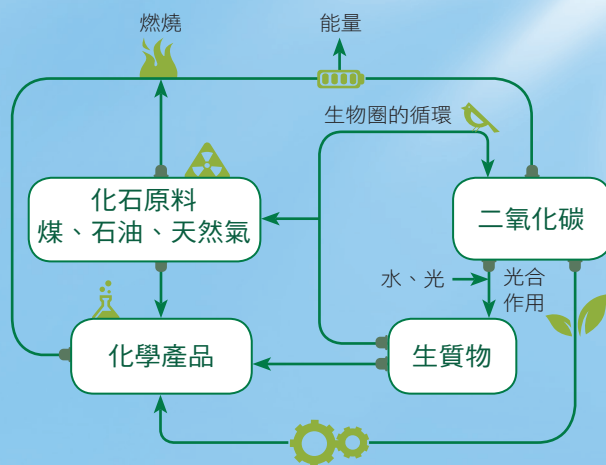 燃燒
能量
生物圈的循環
化石原料
煤、石油、天然氣
二氧化碳
水、光
光合
作用
化學產品
生質物